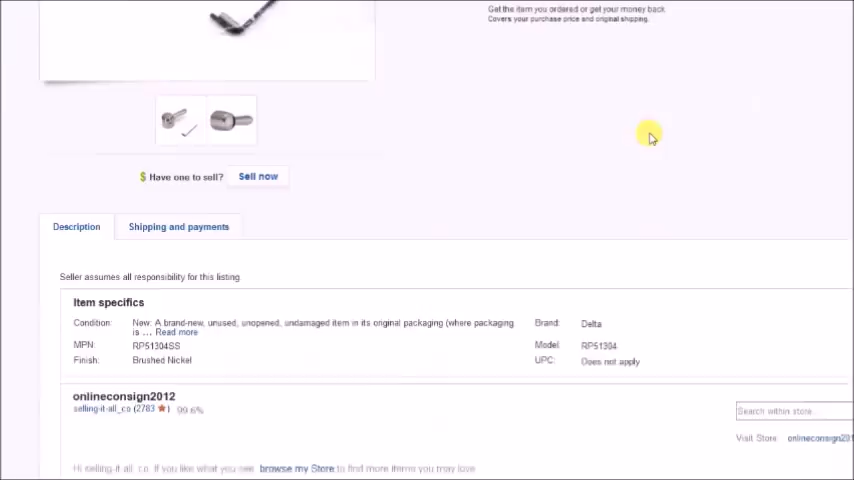 Get the item you ordered or get your money back
Covers your purchase price and original shipping.
$ Have one to sell? Sell now
Description Shipping and payments
Seller assumes all responsibility for this listing.
Item specifics
Condition: New: A brand-new, unused, unopened, undamaged item in its original packaging (where packaging
is ... Read more
Brand: Delta
MPN: RP51304SS
Model: RP51304
Finish: Brushed Nickel
UPC: Does not apply
onlineconsign2012
selling-it-all_co (2783 ★) 99.6%
Search within store...
Visit Store: onlineconsign201
Hi selling-it-all_co. If you like what you see browse my Store to find more items you may love